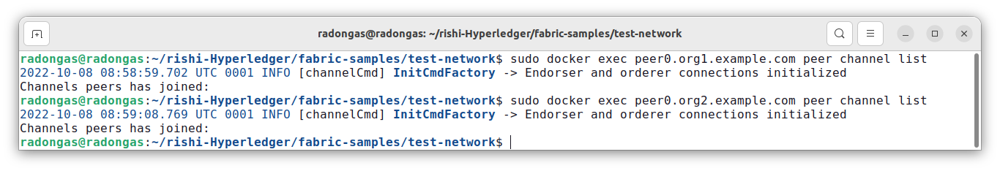 radongas@radongas: ~/rishi-Hyperledger/fabric-samples/test-network
radongas@radongas:~/rishi-Hyperledger/fabric-samples/test-network$ sudo docker exec peer0.org1.example.com peer channel list
2022-10-08 08:58:59.702 UTC 0001 INFO [channelCmd] InitCmdFactory -> Endorser and orderer connections initialized
Channels peers has joined:
radongas@radongas:~/rishi-Hyperledger/fabric-samples/test-network$ sudo docker exec peer0.org2.example.com peer channel list
2022-10-08 08:59:08.769 UTC 0001 INFO [channelCmd] InitCmdFactory -> Endorser and orderer connections initialized
Channels peers has joined:
radongas@radongas:~/rishi-Hyperledger/fabric-samples/test-network$